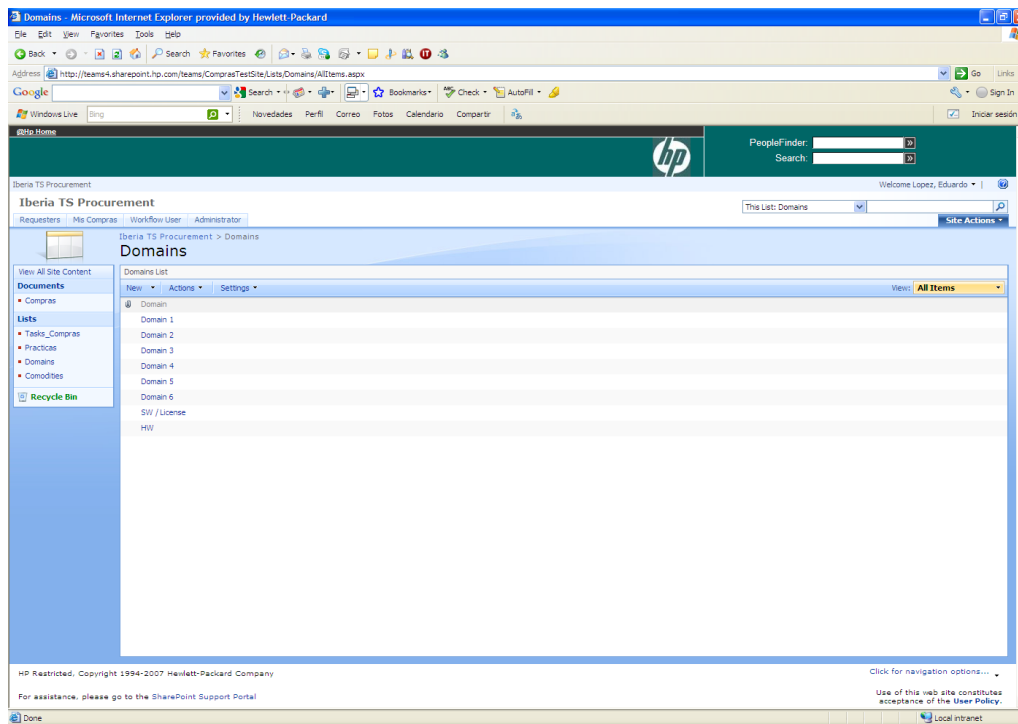 Domains - Microsoft Internet Explorer provided by Hewlett-Packard
File Edit View Favorites Tools Help
Back Search Favorites
Address http://teams4.sharepoint.hp.com/teams/ComprasTestSite/Lists/Domains/AllItems.aspx Go Links
Google Search Bookmarks Check AutoFill Sign In
Windows Live Bing Novedades Perfil Correo Fotos Calendario Compartir Iniciar sesión
@Hp Home
hp
PeopleFinder:
Search:
Iberia TS Procurement Welcome Lopez, Eduardo
Iberia TS Procurement
This List: Domains
Requesters Mis Compras Workflow User Administrator Site Actions
Iberia TS Procurement > Domains
Domains
View All Site Content
Documents
Compras
Lists
Tasks_Compras
Practicas
Domains
Comodities
Recycle Bin
Domains List
New Actions Settings View: All Items
Domain
Domain 1
Domain 2
Domain 3
Domain 4
Domain 5
Domain 6
SW / License
HW
HP Restricted, Copyright 1994-2007 Hewlett-Packard Company
For assistance, please go to the SharePoint Support Portal
Click for navigation options...
Use of this web site constitutes
acceptance of the User Policy.
Done Local intranet